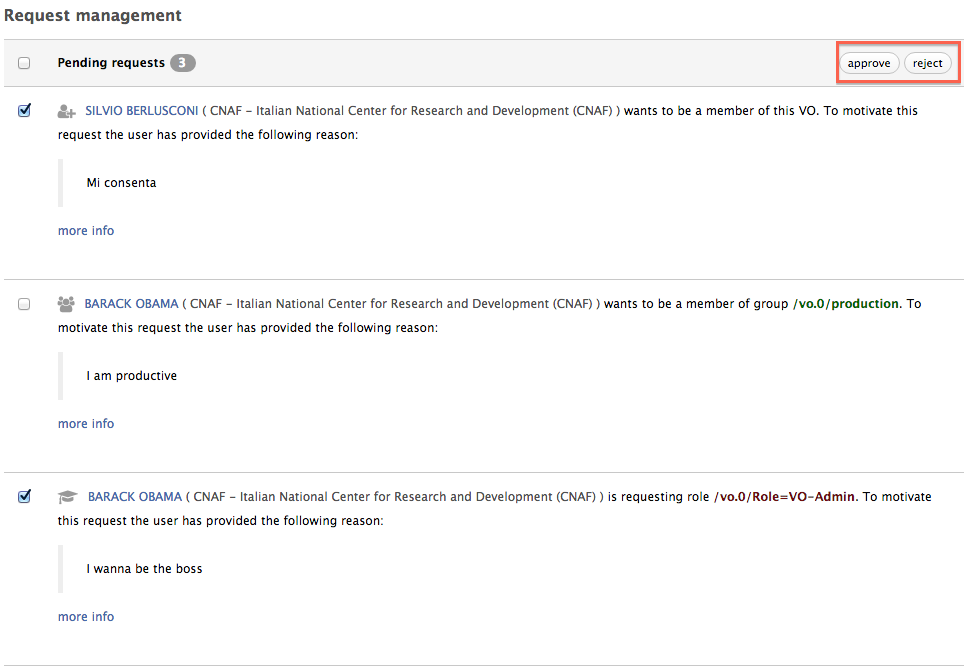 Request management
Pending requests 3 approve reject
SILVIO BERLUSCONI ( CNAF – Italian National Center for Research and Development (CNAF) ) wants to be a member of this VO. To motivate this
request the user has provided the following reason:
Mi consenta
more info
BARACK OBAMA ( CNAF – Italian National Center for Research and Development (CNAF) ) wants to be a member of group /vo.0/production. To
motivate this request the user has provided the following reason:
I am productive
more info
BARACK OBAMA ( CNAF – Italian National Center for Research and Development (CNAF) ) is requesting role /vo.0/Role=VO-Admin. To motivate
this request the user has provided the following reason:
I wanna be the boss
more info